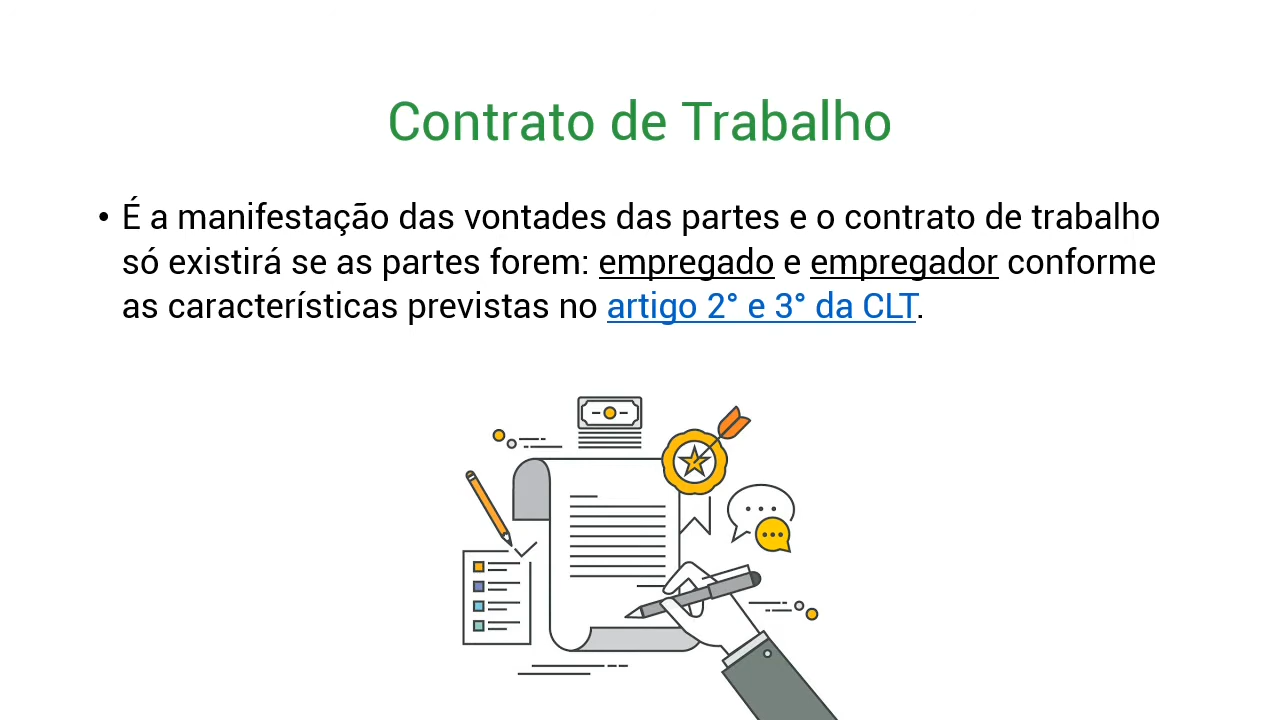 Contrato de Trabalho
• É a manifestação das vontades das partes e o contrato de trabalho
só existirá se as partes forem: empregado e empregador conforme
as características previstas no artigo 2° e 3° da CLT.